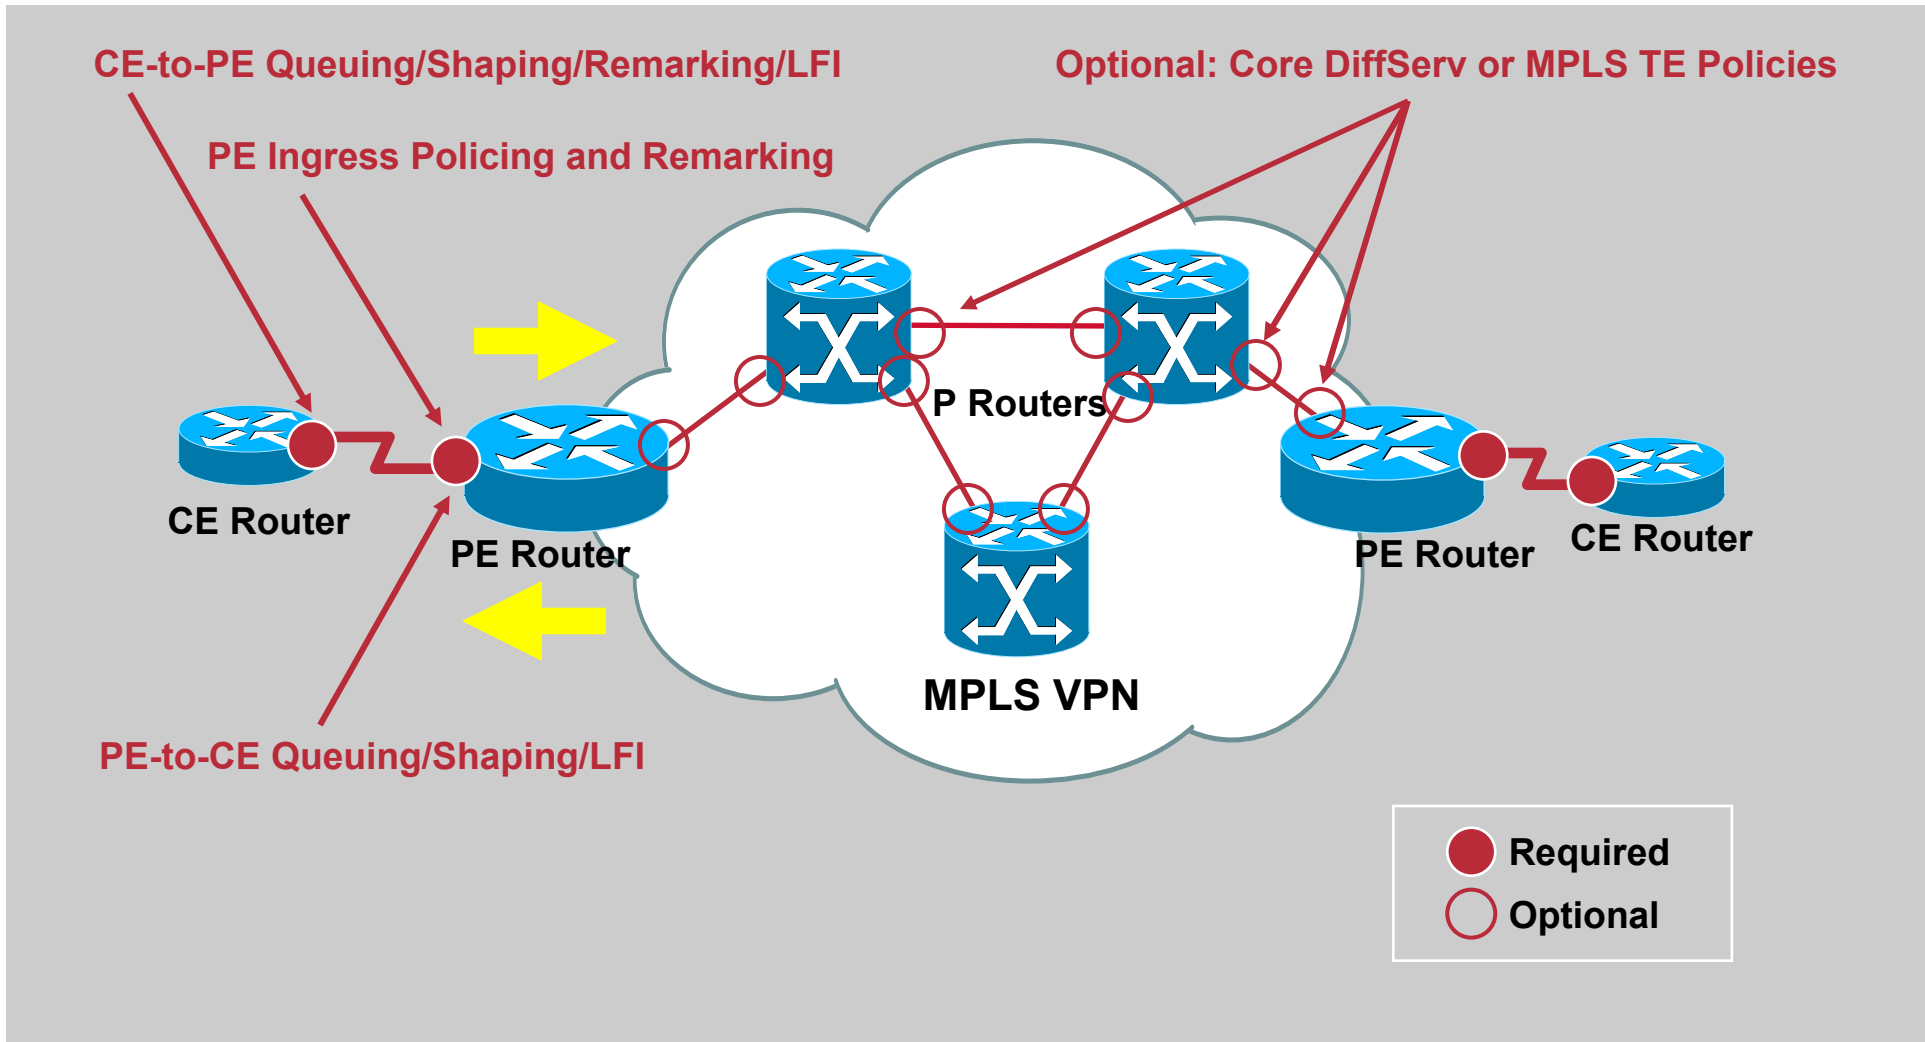 CE-to-PE Queuing/Shaping/Remarking/LFI
Optional: Core DiffServ or MPLS TE Policies
PE Ingress Policing and Remarking
P Routers
CE Router
PE Router
PE Router
CE Router
MPLS VPN
PE-to-CE Queuing/Shaping/LFI
Required
Optional